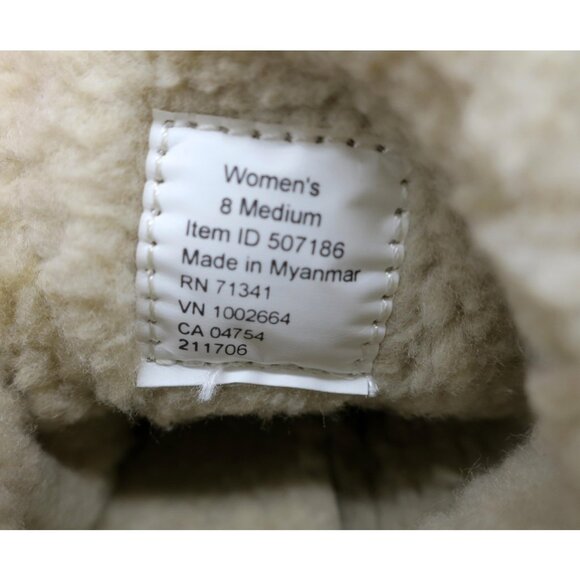 Women's
8 Medium
Item ID 507186
Made in Myanmar
RN 71341
VN 1002664
CA 04754
211706